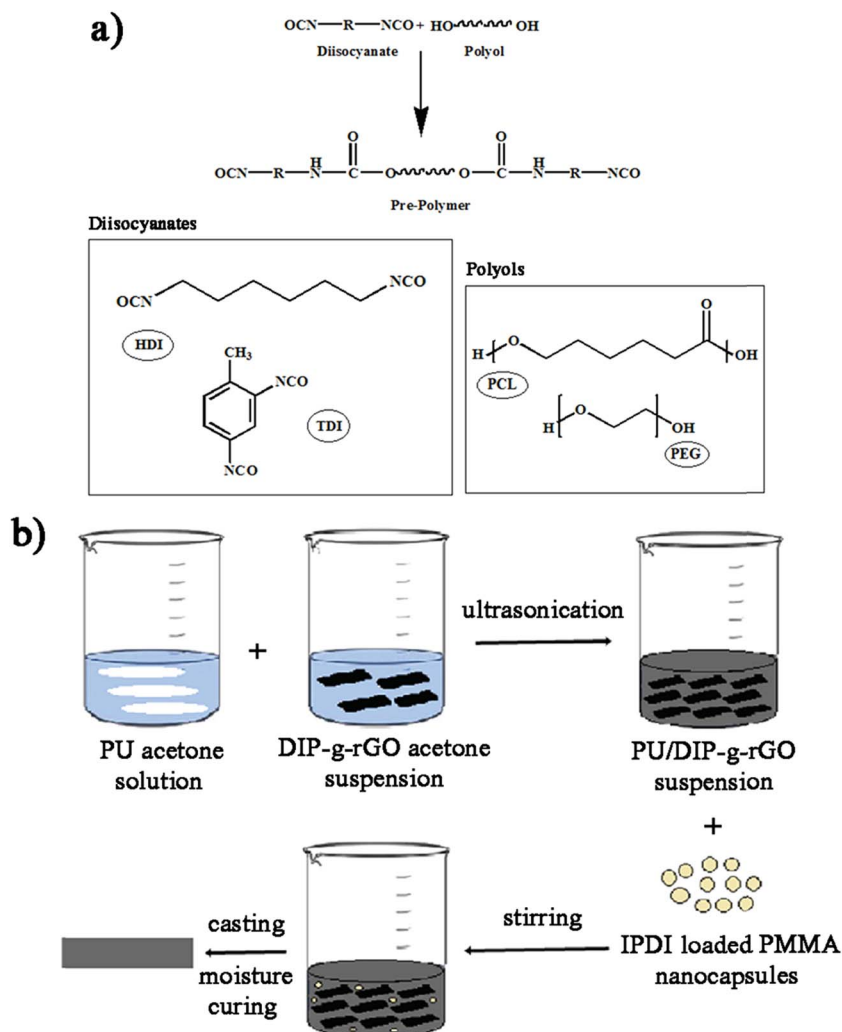 a)
OCN—R—NCO + HO〰OH
Diisocyanate Polyol
OCN—R—N—C—O〰O—C—N—R—NCO
H O O H
Pre-Polymer
Diisocyanates
OCN NCO
HDI
CH3
NCO
TDI
NCO
Polyols
O
H O OH
PCL
H O OH
PEG
b)
ultrasonication
+
PU acetone
solution
DIP-g-rGO acetone
suspension
PU/DIP-g-rGO
suspension
+
casting
moisture
curing
stirring
IPDI loaded PMMA
nanocapsules